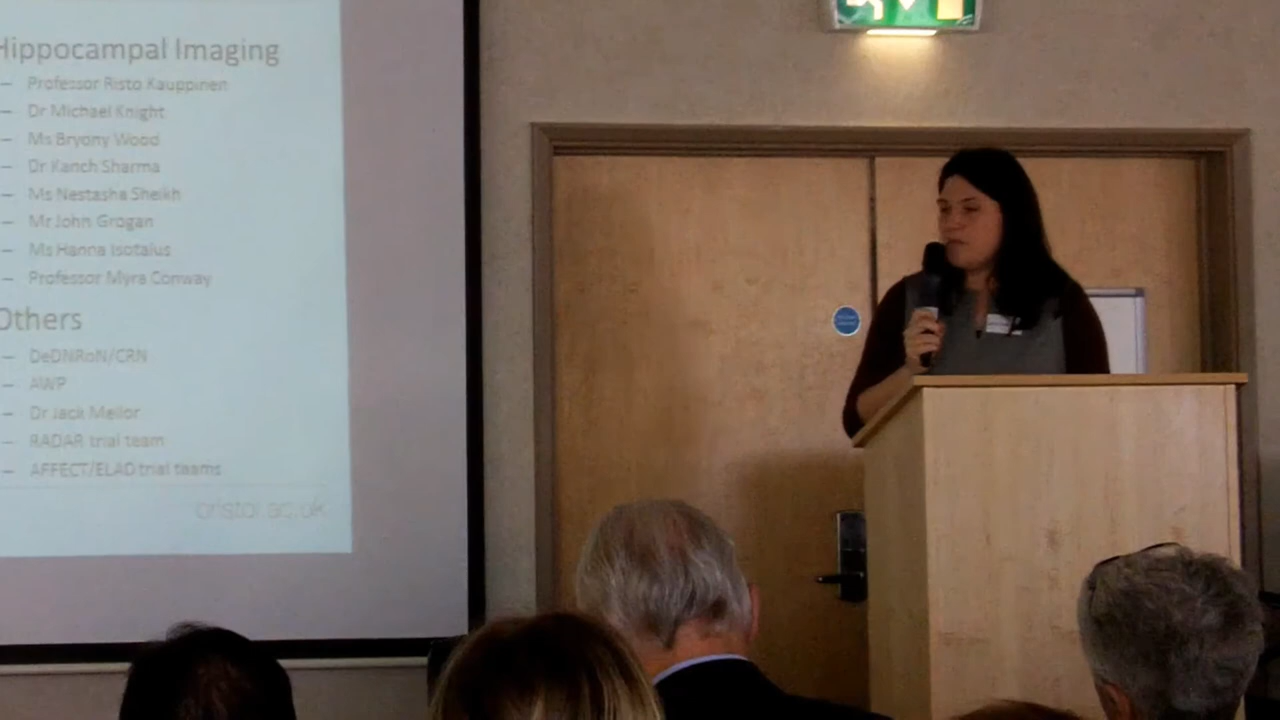 Hippocampal Imaging
– Professor Risto Kauppinen
– Dr Michael Knight
– Ms Bryony Wood
– Dr Kanch Sharma
– Ms Nestasha Sheikh
– Mr John Grogan
– Ms Hanna Isotalus
– Professor Myra Conway
Others
– DeDNRoN/CRN
– AWP
– Dr Jack Mellor
– RADAR trial team
– AFFECT/ELAD trial teams
bristol.ac.uk